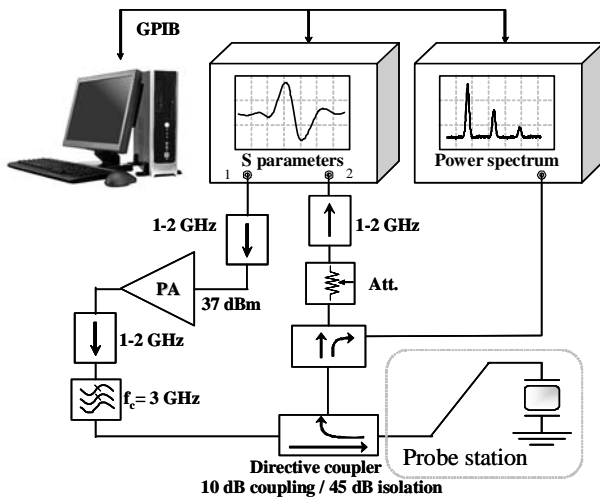 GPIB
S parameters
1
2
Power spectrum
1-2 GHz
1-2 GHz
PA
37 dBm
Att.
1-2 GHz
fc= 3 GHz
Directive coupler
10 dB coupling / 45 dB isolation
Probe station